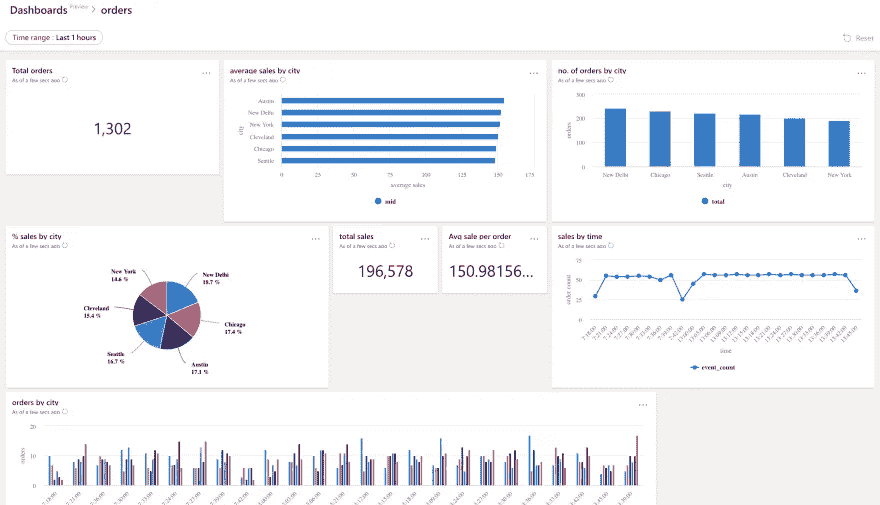 Dashboards Preview > orders
Time range : Last 1 hours
Reset
Total orders
As of a few secs ago
1,302
average sales by city
As of a few secs ago
city
Austin
New Delhi
New York
Cleveland
Chicago
Seattle
0 25 50 75 100 125 150 175
average sales
mid
no. of orders by city
As of a few secs ago
orders
300
200
100
0
New Delhi Chicago Seattle Austin Cleveland New York
city
total
% sales by city
As of a few secs ago
New York
14.6 %
New Delhi
18.7 %
Cleveland
15.4 %
Chicago
17.4 %
Seattle
16.7 %
Austin
17.1 %
total sales
As of a few secs ago
196,578
Avg sale per order
As of a few secs ago
150.98156...
sales by time
As of a few secs ago
order count
75
50
25
0
time
event_count
orders by city
As of a few secs ago
orders
20
10
0